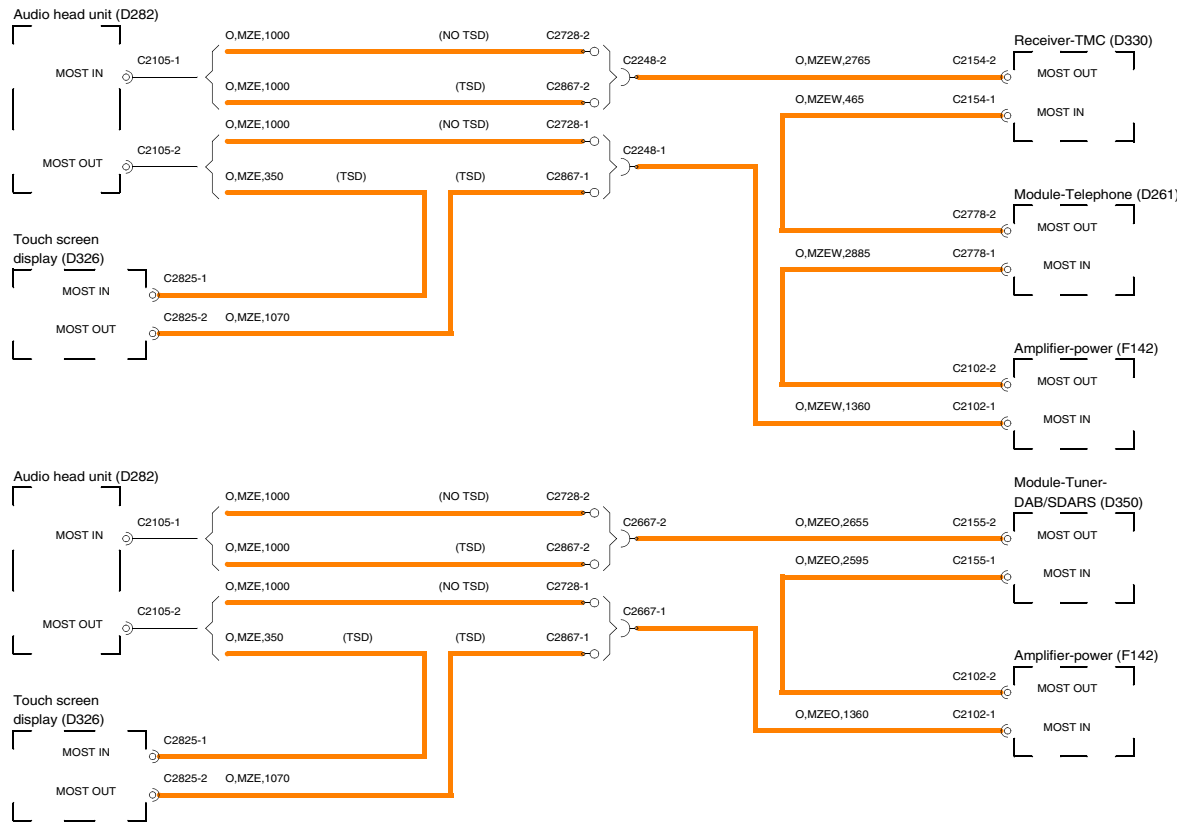 Audio head unit (D282)
MOST IN
C2105-1
O,MZE,1000
(NO TSD)
C2728-2
O,MZE,1000
(TSD)
C2867-2
C2248-2
O,MZEW,2765
C2154-2
Receiver-TMC (D330)
MOST OUT
O,MZEW,465
C2154-1
MOST IN
MOST OUT
C2105-2
O,MZE,1000
(NO TSD)
C2728-1
O,MZE,350
(TSD)
(TSD)
C2867-1
C2248-1
Module-Telephone (D261)
C2778-2
MOST OUT
O,MZEW,2885
C2778-1
MOST IN
Touch screen
display (D326)
MOST IN
C2825-1
MOST OUT
C2825-2
O,MZE,1070
Amplifier-power (F142)
C2102-2
MOST OUT
O,MZEW,1360
C2102-1
MOST IN
Audio head unit (D282)
MOST IN
C2105-1
O,MZE,1000
(NO TSD)
C2728-2
O,MZE,1000
(TSD)
C2867-2
C2667-2
O,MZEO,2655
C2155-2
Module-Tuner-
DAB/SDARS (D350)
MOST OUT
O,MZEO,2595
C2155-1
MOST IN
MOST OUT
C2105-2
O,MZE,1000
(NO TSD)
C2728-1
O,MZE,350
(TSD)
(TSD)
C2867-1
C2667-1
Amplifier-power (F142)
C2102-2
MOST OUT
O,MZEO,1360
C2102-1
MOST IN
Touch screen
display (D326)
MOST IN
C2825-1
MOST OUT
C2825-2
O,MZE,1070